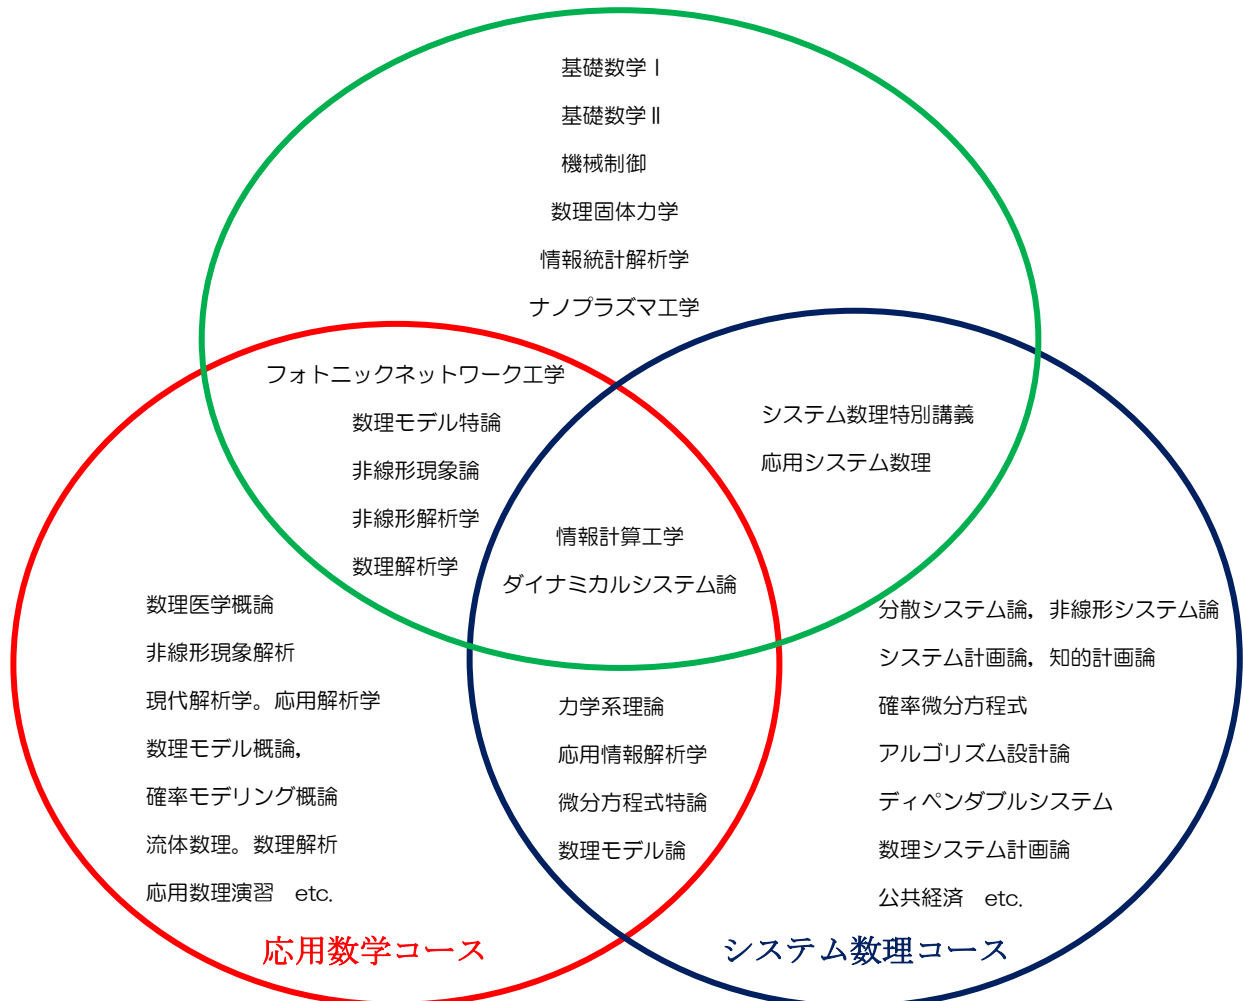 基礎数学Ⅰ
基礎数学Ⅱ
機械制御
数理固体力学
情報統計解析学
ナノプラズマ工学
フォトニックネットワーク工学
数理モデル特論
非線形現象論
非線形解析学
数理解析学
システム数理特別講義
応用システム数理
情報計算工学
ダイナミカルシステム論
数理医学概論
非線形現象解析
現代解析学。応用解析学
数理モデル概論，
確率モデリング概論
流体数理。数理解析
応用数理演習　etc.
力学系理論
応用情報解析学
微分方程式特論
数理モデル論
分散システム論，非線形システム論
システム計画論，知的計画論
確率微分方程式
アルゴリズム設計論
ディペンダブルシステム
数理システム計画論
公共経済　etc.
応用数学コース
システム数理コース